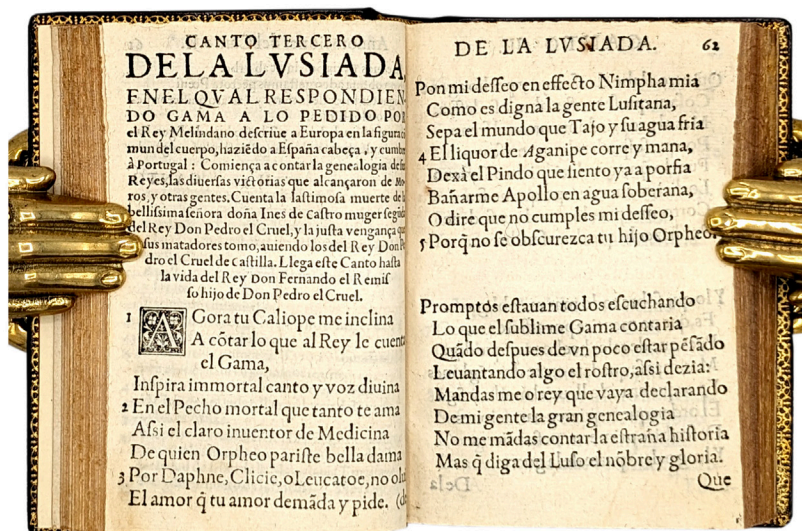 CANTO TERCERO
DE LA LVSIADA,
EN EL QVAL RESPONDIEN
DO GAMA A LO PEDIDO POR
el Rey Melindano descriue a Europa en la figura
mun del cuerpo, haziẽdo a España cabeça, y cumbre
à Portugal: Comiença a contar la genealogia de sus
Reyes, las diuersas victorias que alcançaron de Mo
ros, y otras gentes. Cuenta la lastimosa muerte de la
bellissima señora doña Ines de Castro muger segũda
del Rey Don Pedro el Cruel, y la justa vengança que
sus matadores tomo, auiendo los del Rey Don Pe
dro el Cruel de Castilla. Llega este Canto hasta
la vida del Rey Don Fernando el Remiss
so hijo de Don Pedro el Cruel.
1 AGora tu Caliope me inclina
A cõtar lo que al Rey le cuenta
el Gama,
Inspira immortal canto y voz diuina
2 En el Pecho mortal que tanto te ama
Assi el claro inuentor de Medicina
De quien Orpheo pariste bella dama
3 Por Daphne, Clicie, o Leucatoe, no olu
El amor q̃ tu amor demãda y pide. (de
DE LA LVSIADA. 62
Pon mi desseo en effecto Nimpha mia
Como es digna la gente Lusitana,
Sepa el mundo que Tajo y su agua fria
4 El liquor de Aganipe corre y mana,
Dexa el Pindo que siento ya a porfia
Bañarme Apollo en agua soberana,
O dire que no cumples mi desseo,
5 Porq̃ no se obscurezca tu hijo Orpheo.
Promptos estauan todos escuchando
Lo que el sublime Gama contaria
Quãdo despues de vn poco estar pẽsãdo
Leuantando algo el rostro, assi dezia:
Mandas me o rey que vaya declarando
De mi gente la gran genealogia
No me mãdas contar la estraña historia
Mas q̃ diga del Luso el nõbre y gloria.
Que